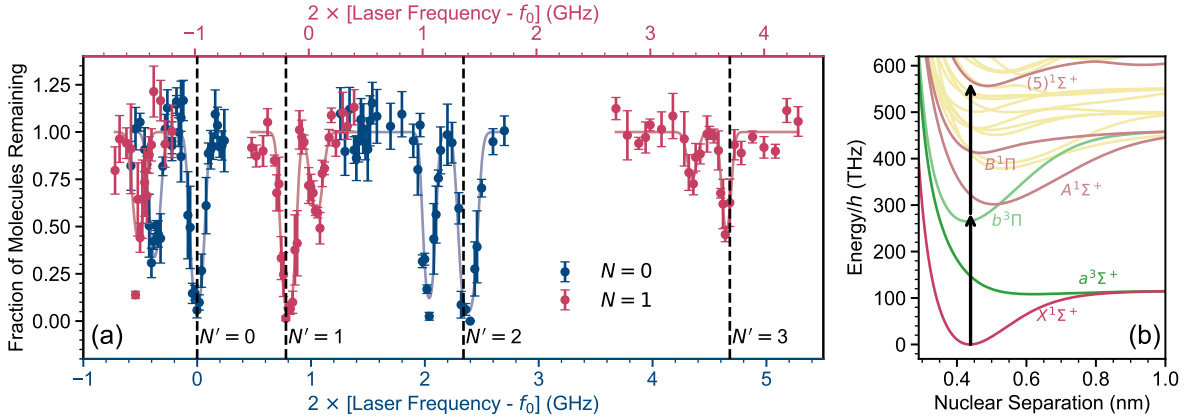 2 × [Laser Frequency - f₀] (GHz)
−1 0 1 2 3 4
Fraction of Molecules Remaining
1.25
1.00
0.75
0.50
0.25
0.00
N = 0
N = 1
(a)
N′ = 0
N′ = 1
N′ = 2
N′ = 3
−1 0 1 2 3 4 5
2 × [Laser Frequency - f₀] (GHz)
Energy/h (THz)
600
500
400
300
200
100
0
(5)¹Σ⁺
B¹Π
A¹Σ⁺
b³Π
a³Σ⁺
X¹Σ⁺
(b)
0.4 0.6 0.8 1.0
Nuclear Separation (nm)